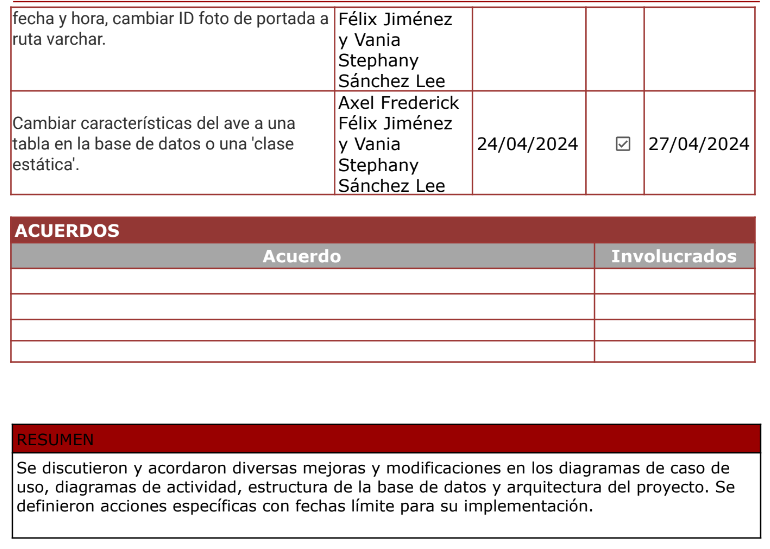 fecha y hora, cambiar ID foto de portada a
ruta varchar.
Félix Jiménez
y Vania
Stephany
Sánchez Lee
Cambiar características del ave a una
tabla en la base de datos o una 'clase
estática'.
Axel Frederick
Félix Jiménez
y Vania
Stephany
Sánchez Lee
24/04/2024
27/04/2024
ACUERDOS
Acuerdo
Involucrados
RESUMEN
Se discutieron y acordaron diversas mejoras y modificaciones en los diagramas de caso de
uso, diagramas de actividad, estructura de la base de datos y arquitectura del proyecto. Se
definieron acciones específicas con fechas límite para su implementación.